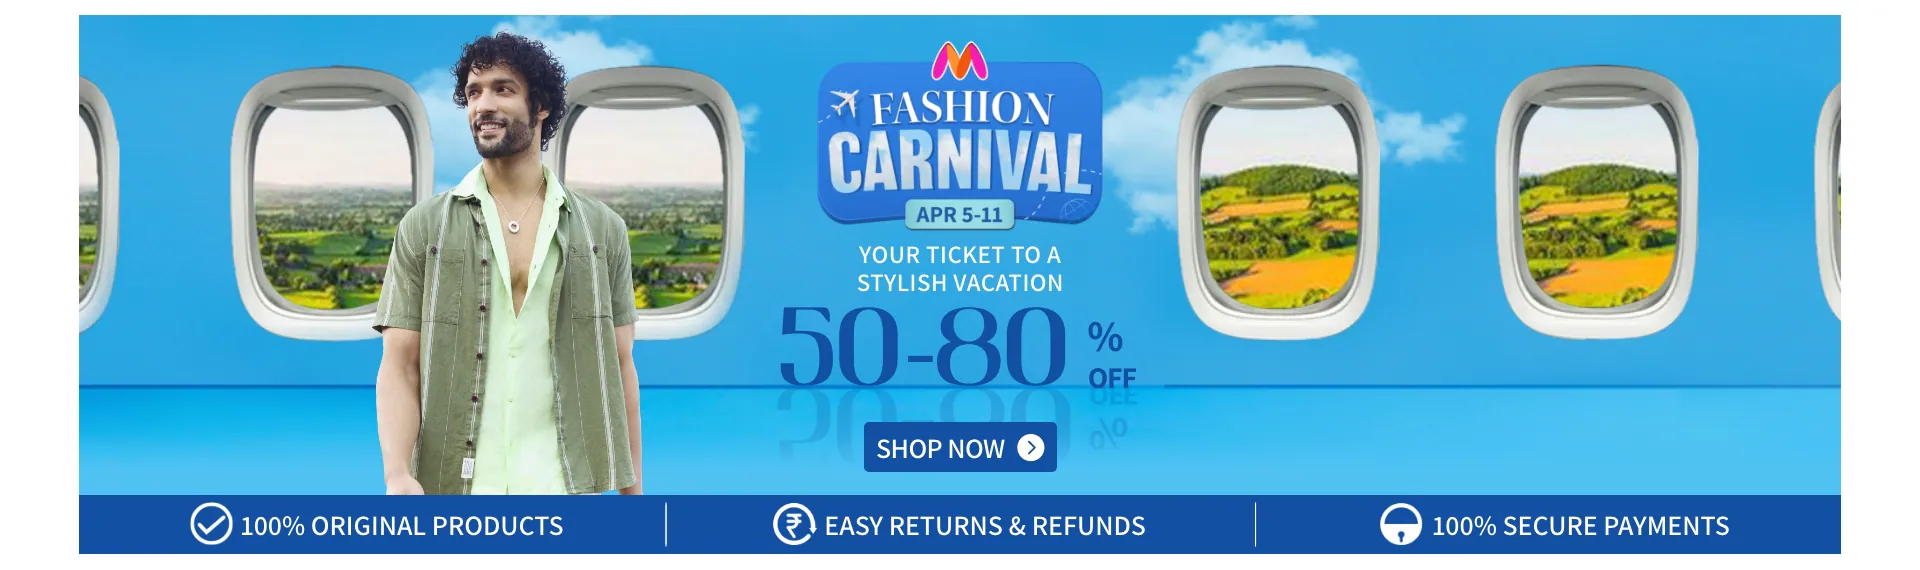 FASHION
CARNIVAL
APR 5-11
YOUR TICKET TO A
STYLISH VACATION
50-80 % OFF
SHOP NOW
100% ORIGINAL PRODUCTS
EASY RETURNS & REFUNDS
100% SECURE PAYMENTS